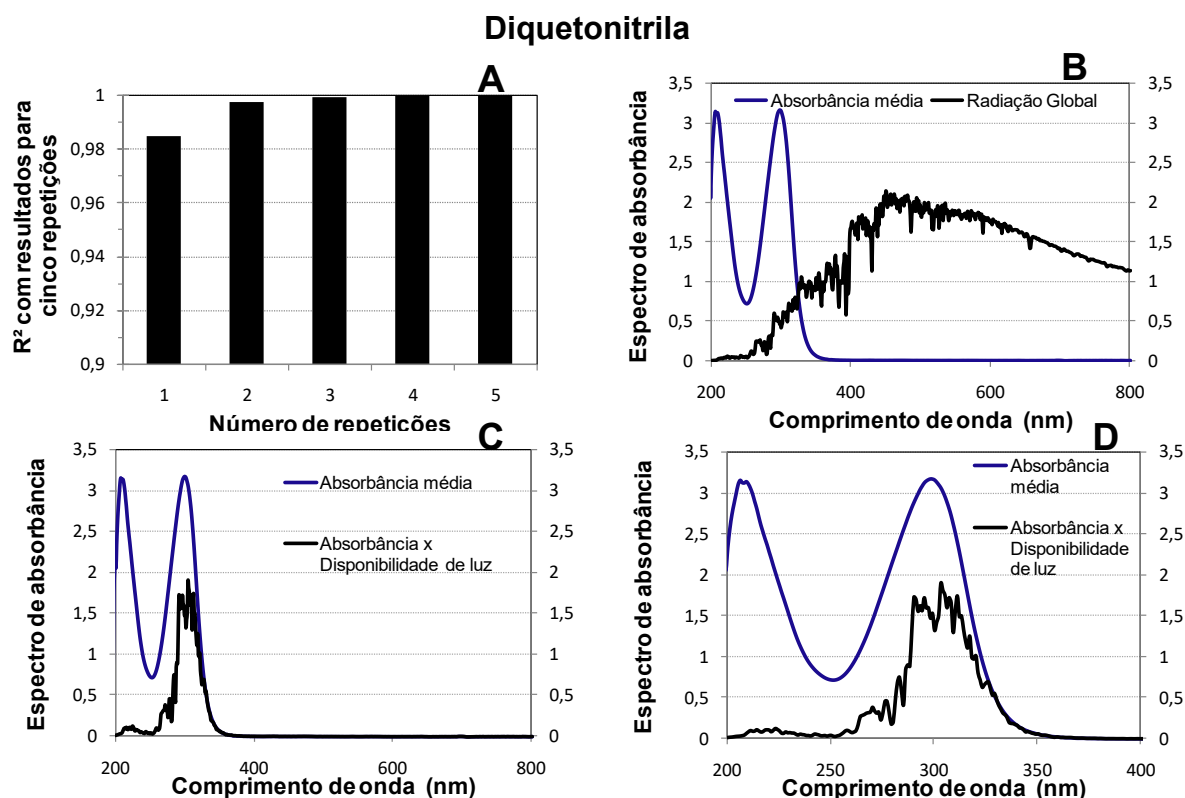 Diquetonitrila
A
R² com resultados para
cinco repetições
1
0,98
0,96
0,94
0,92
0,9
1 2 3 4 5
Número de repetições
B
Espectro de absorbância
3,5
3
2,5
2
1,5
1
0,5
0
Absorbância média
Radiação Global
3,5
3
2,5
2
1,5
1
0,5
0
200 400 600 800
Comprimento de onda (nm)
C
Espectro de absorbância
3,5
3
2,5
2
1,5
1
0,5
0
Absorbância média
Absorbância x
Disponibilidade de luz
3,5
3
2,5
2
1,5
1
0,5
0
200 400 600 800
Comprimento de onda (nm)
D
Espectro de absorbância
3,5
3
2,5
2
1,5
1
0,5
0
Absorbância
média
Absorbância x
Disponibilidade
de luz
3,5
3
2,5
2
1,5
1
0,5
0
200 250 300 350 400
Comprimento de onda (nm)